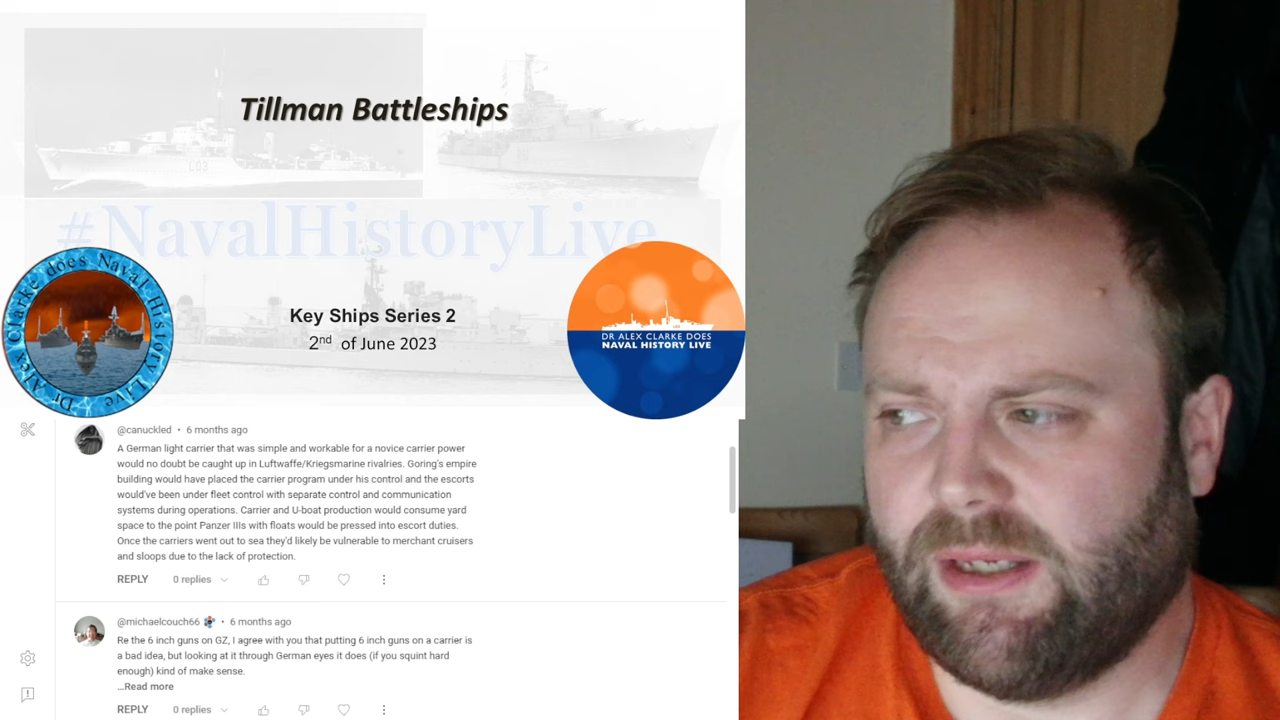 Tillman Battleships
#NavalHistoryLive
Dr Alex Clarke does Naval History Live
Key Ships Series 2
2nd of June 2023
DR ALEX CLARKE DOES
NAVAL HISTORY LIVE
@canuckled • 6 months ago
A German light carrier that was simple and workable for a novice carrier power
would no doubt be caught up in Luftwaffe/Kriegsmarine rivalries. Goring's empire
building would have placed the carrier program under his control and the escorts
would've been under fleet control with separate control and communication
systems during operations. Carrier and U-boat production would consume yard
space to the point Panzer IIIs with floats would be pressed into escort duties.
Once the carriers went out to sea they'd likely be vulnerable to merchant cruisers
and sloops due to the lack of protection.
REPLY 0 replies
@michaelcouch66 • 6 months ago
Re the 6 inch guns on GZ, I agree with you that putting 6 inch guns on a carrier is
a bad idea, but looking at it through German eyes it does (if you squint hard
enough) kind of make sense.
...Read more
REPLY 0 replies